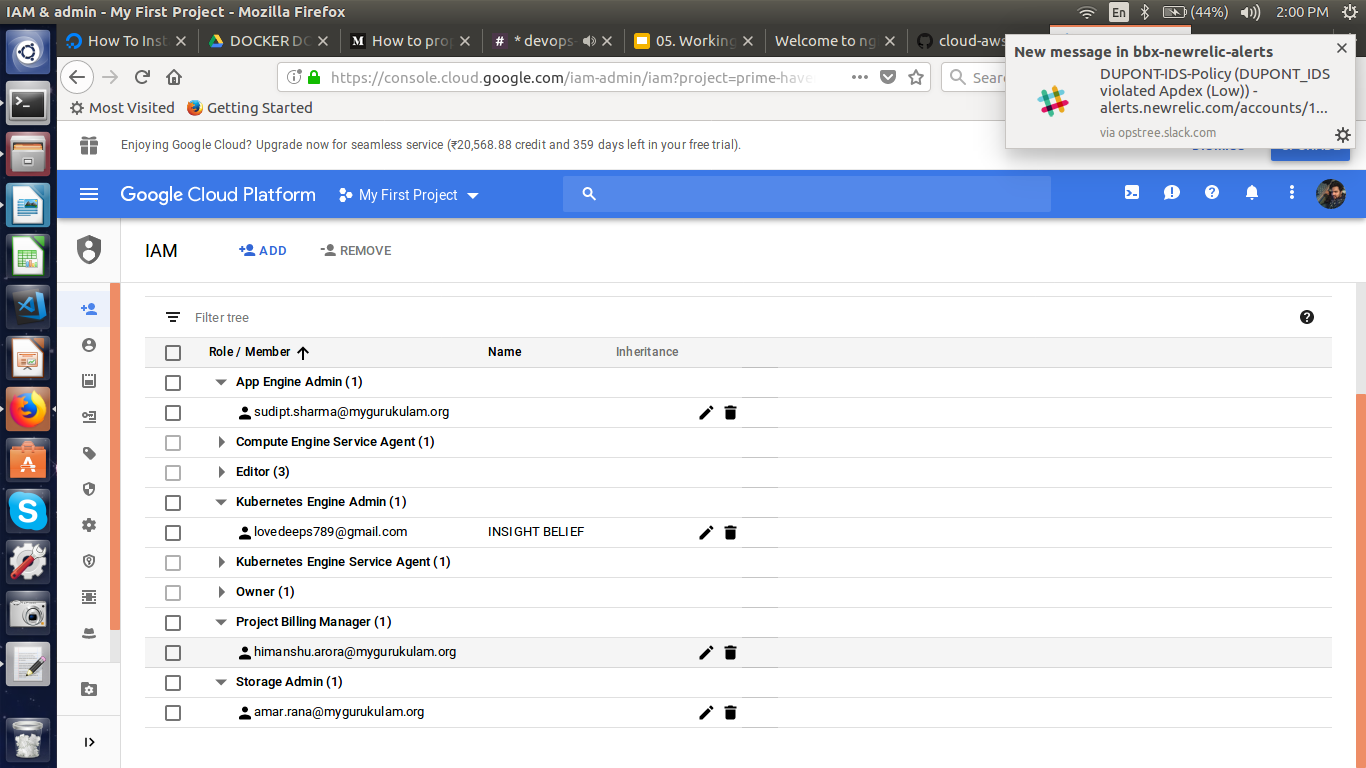 IAM & admin - My First Project - Mozilla Firefox
En
(44%)
2:00 PM
How To Inst
DOCKER DO
How to prop
* devops-
05. Working
Welcome to ng
cloud-aws
https://console.cloud.google.com/iam-admin/iam?project=prime-have
Sear
Most Visited
Getting Started
New message in bbx-newrelic-alerts
DUPONT-IDS-Policy (DUPONT_IDS
violated Apdex (Low)) -
alerts.newrelic.com/accounts/1...
via opstree.slack.com
Enjoying Google Cloud? Upgrade now for seamless service (₹20,568.88 credit and 359 days left in your free trial).
Google Cloud Platform
My First Project
IAM
ADD
REMOVE
Filter tree
Role / Member
Name
Inheritance
App Engine Admin (1)
sudipt.sharma@mygurukulam.org
Compute Engine Service Agent (1)
Editor (3)
Kubernetes Engine Admin (1)
lovedeeps789@gmail.com
INSIGHT BELIEF
Kubernetes Engine Service Agent (1)
Owner (1)
Project Billing Manager (1)
himanshu.arora@mygurukulam.org
Storage Admin (1)
amar.rana@mygurukulam.org